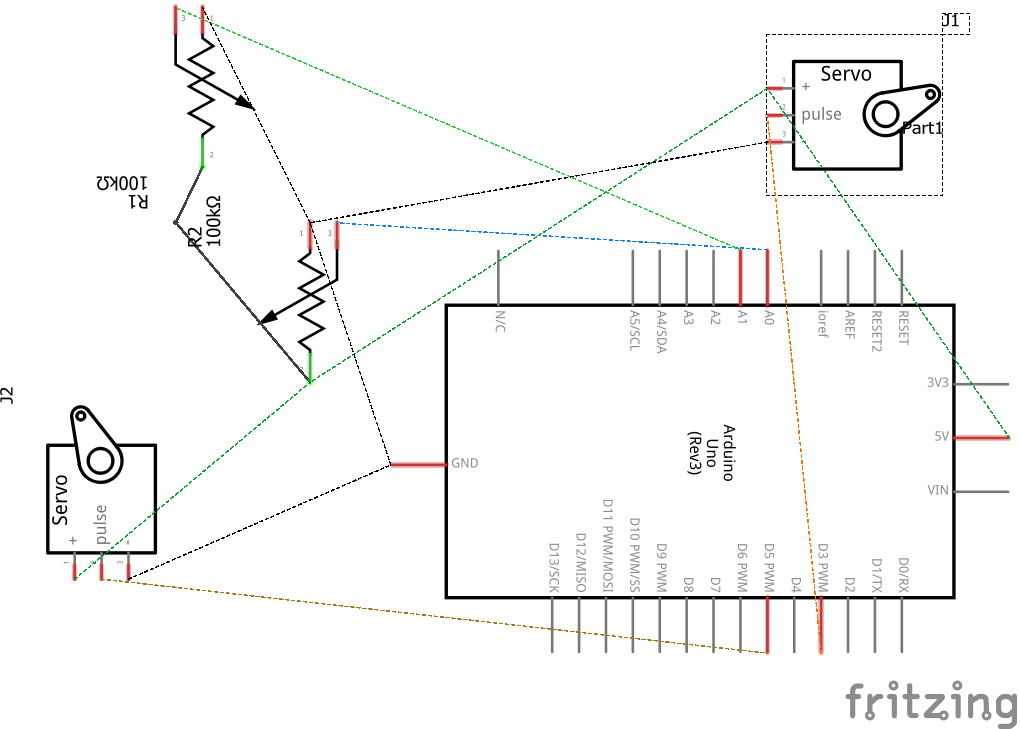 3
1
2
100kΩ
R1
R2
100kΩ
1
3
J1
Servo
1
+
2
pulse
3
Part1
N/C
A5/SCL
A4/SDA
A3
A2
A1
A0
ioref
AREF
RESET2
RESET
3V3
5V
VIN
GND
Arduino
Uno
(Rev3)
D13/SCK
D12/MISO
D11 PWM/MOSI
D10 PWM/SS
D9 PWM
D8
D7
D6 PWM
D5 PWM
D4
D3 PWM
D2
D1/TX
D0/RX
J2
Servo
+
pulse
-
1
3
fritzing